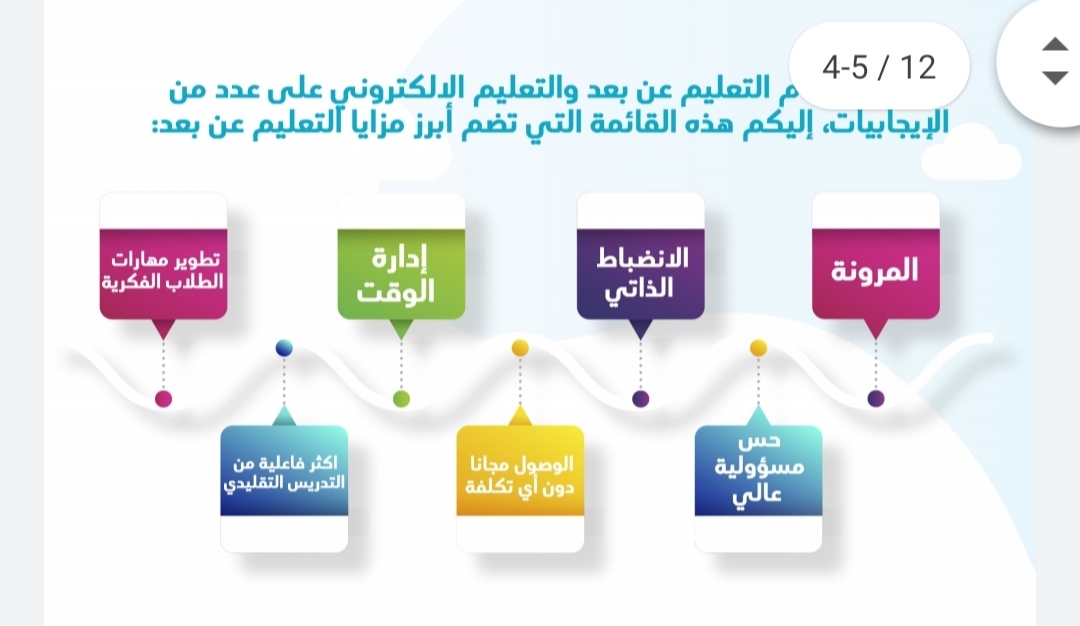 4-5 / 12
م التعليم عن بعد والتعليم الالكتروني على عدد من
الإيجابيات، إليكم هذه القائمة التي تضم أبرز مزايا التعليم عن بعد:
المرونة
حس
مسؤولية
عالي
الانضباط
الذاتي
الوصول مجانا
دون أي تكلفة
إدارة
الوقت
اكثر فاعلية من
التدريس التقليدي
تطوير مهارات
الطلاب الفكرية